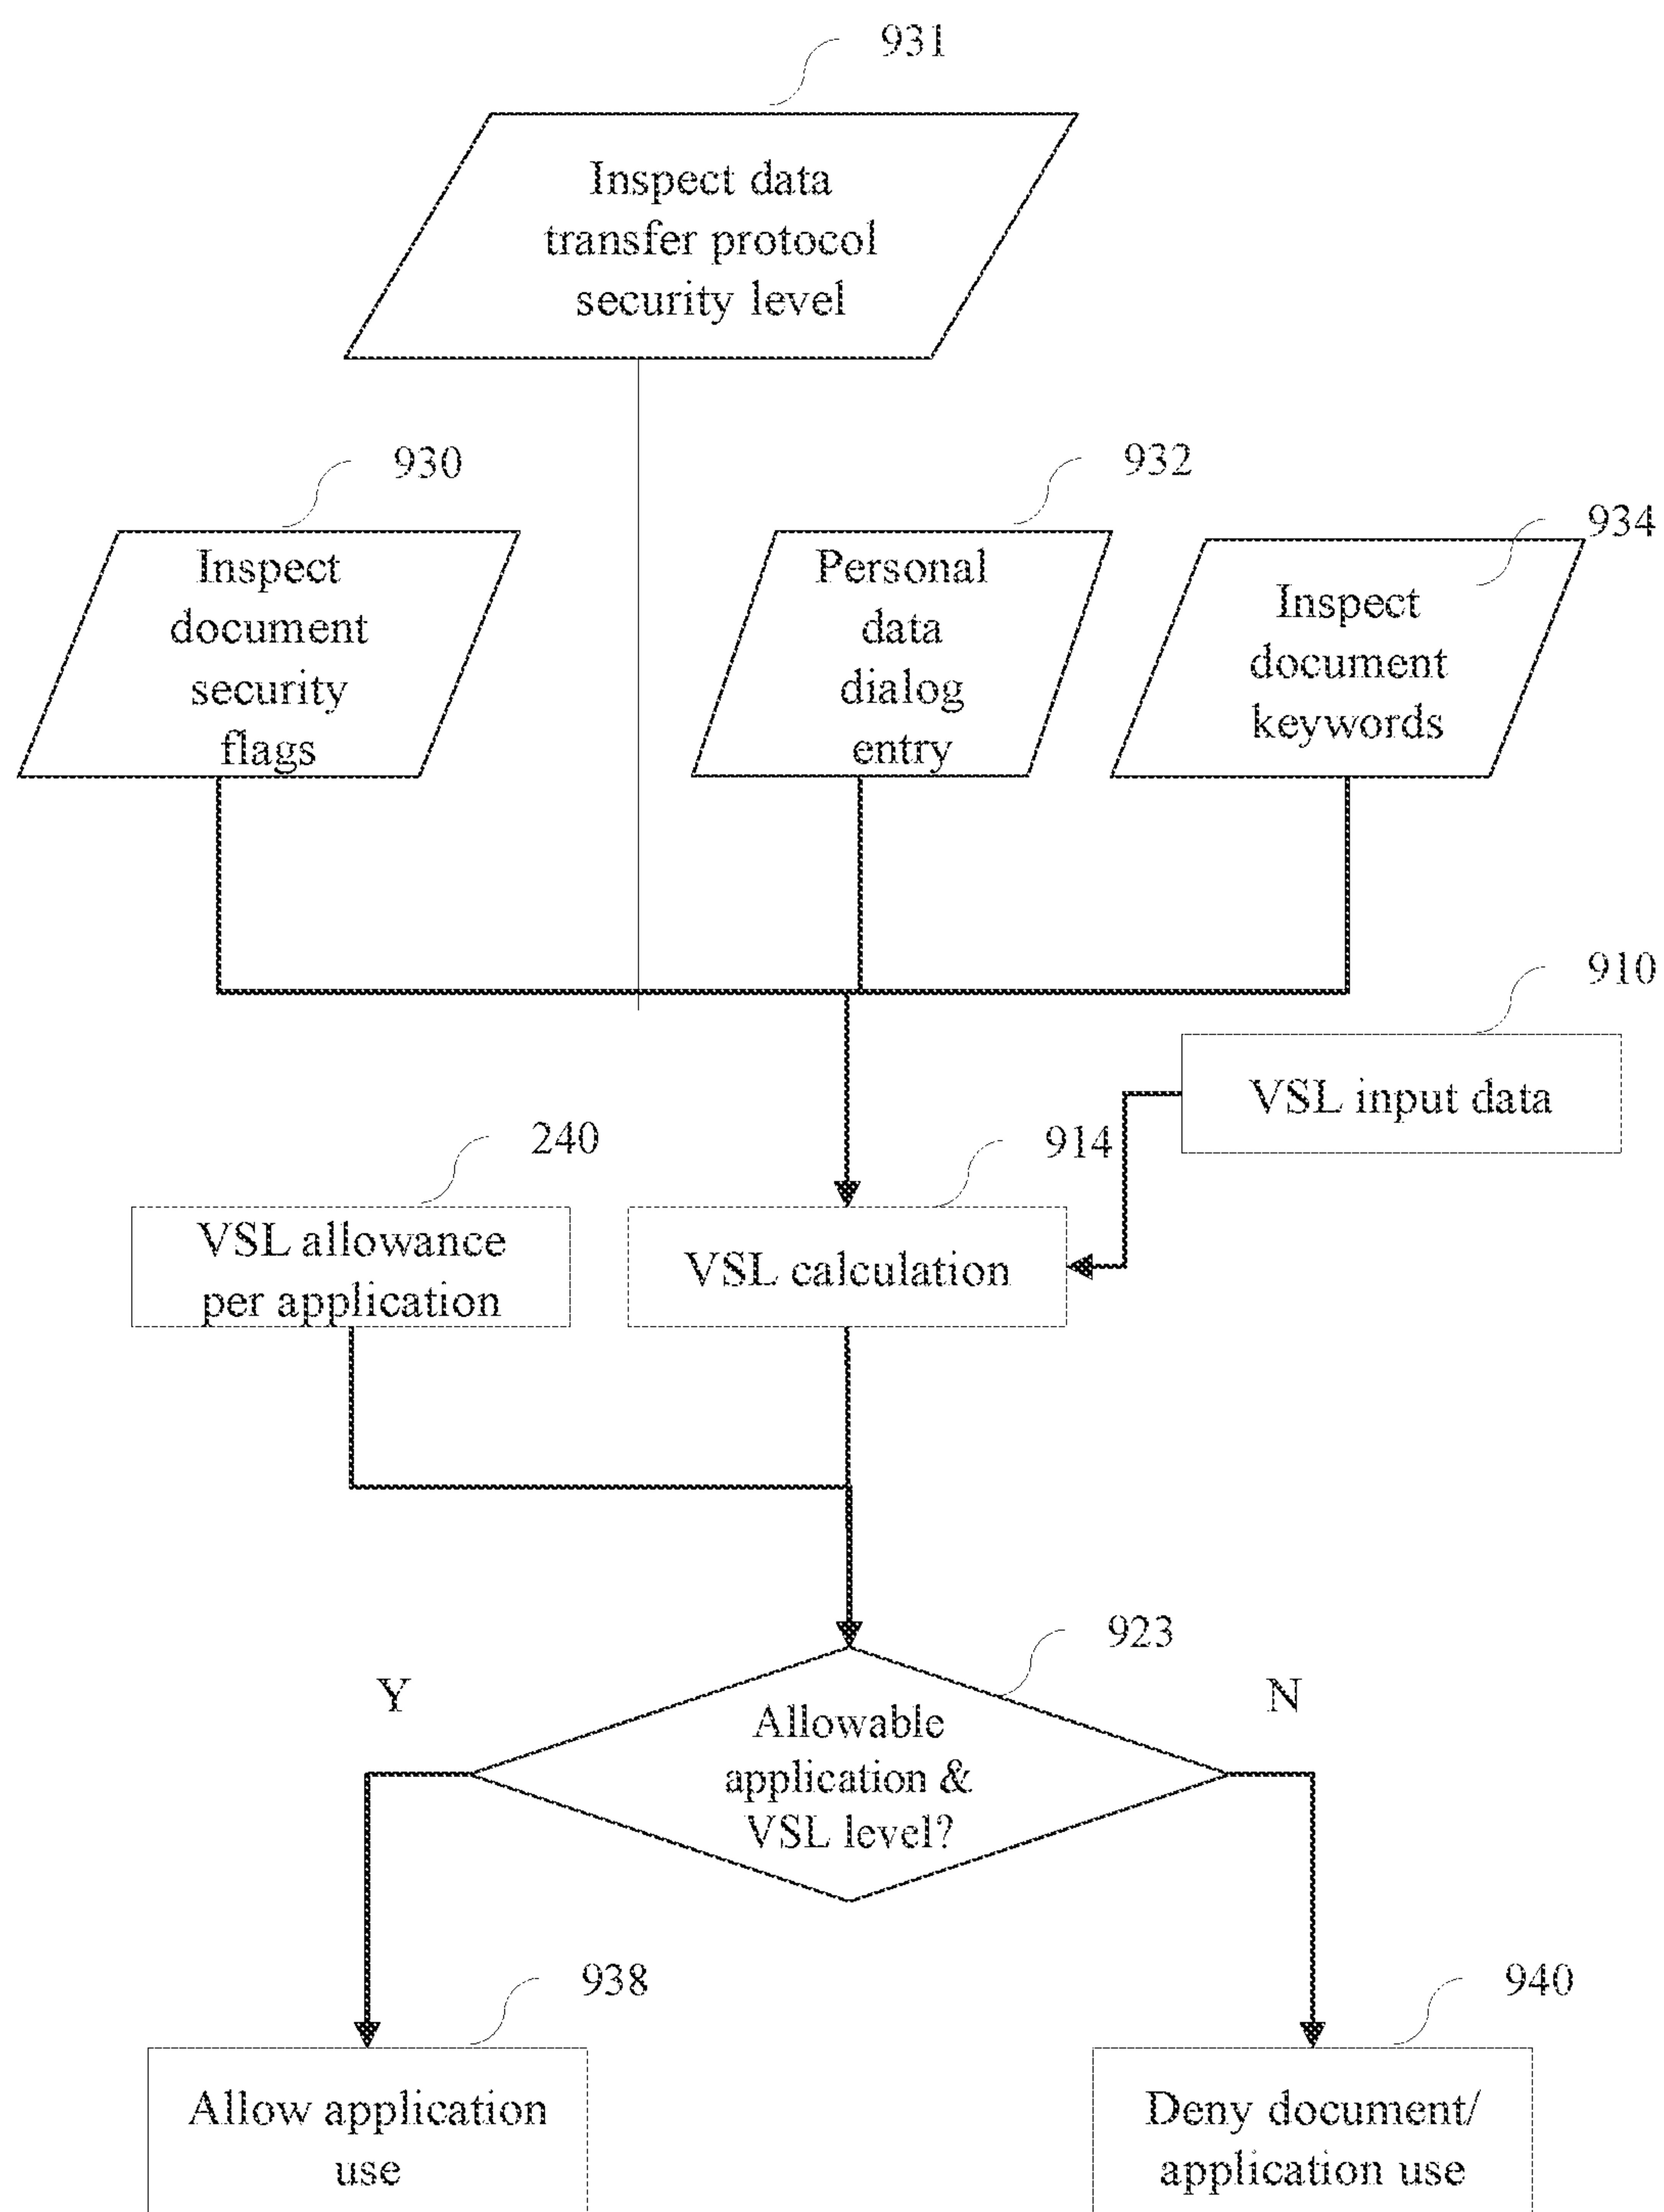 931
Inspect data
transfer protocol
security level
930
Inspect
document
security
flags
932
Personal
data
dialog
entry
934
Inspect
document
keywords
910
VSL input data
240
VSL allowance
per application
914
VSL calculation
923
Allowable
application &
VSL level?
Y
N
938
Allow application
use
940
Deny document/
application use